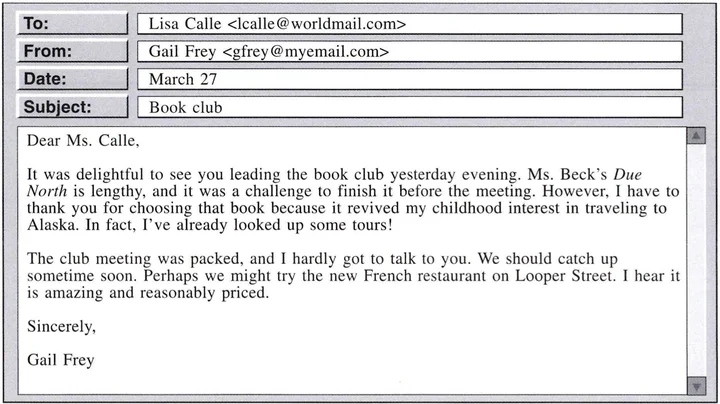 To: Lisa Calle <lcalle@worldmail.com>
From: Gail Frey <gfrey@myemail.com>
Date: March 27
Subject: Book club
Dear Ms. Calle,
It was delightful to see you leading the book club yesterday evening. Ms. Beck's Due
North is lengthy, and it was a challenge to finish it before the meeting. However, I have to
thank you for choosing that book because it revived my childhood interest in traveling to
Alaska. In fact, I've already looked up some tours!
The club meeting was packed, and I hardly got to talk to you. We should catch up
sometime soon. Perhaps we might try the new French restaurant on Looper Street. I hear it
is amazing and reasonably priced.
Sincerely,
Gail Frey